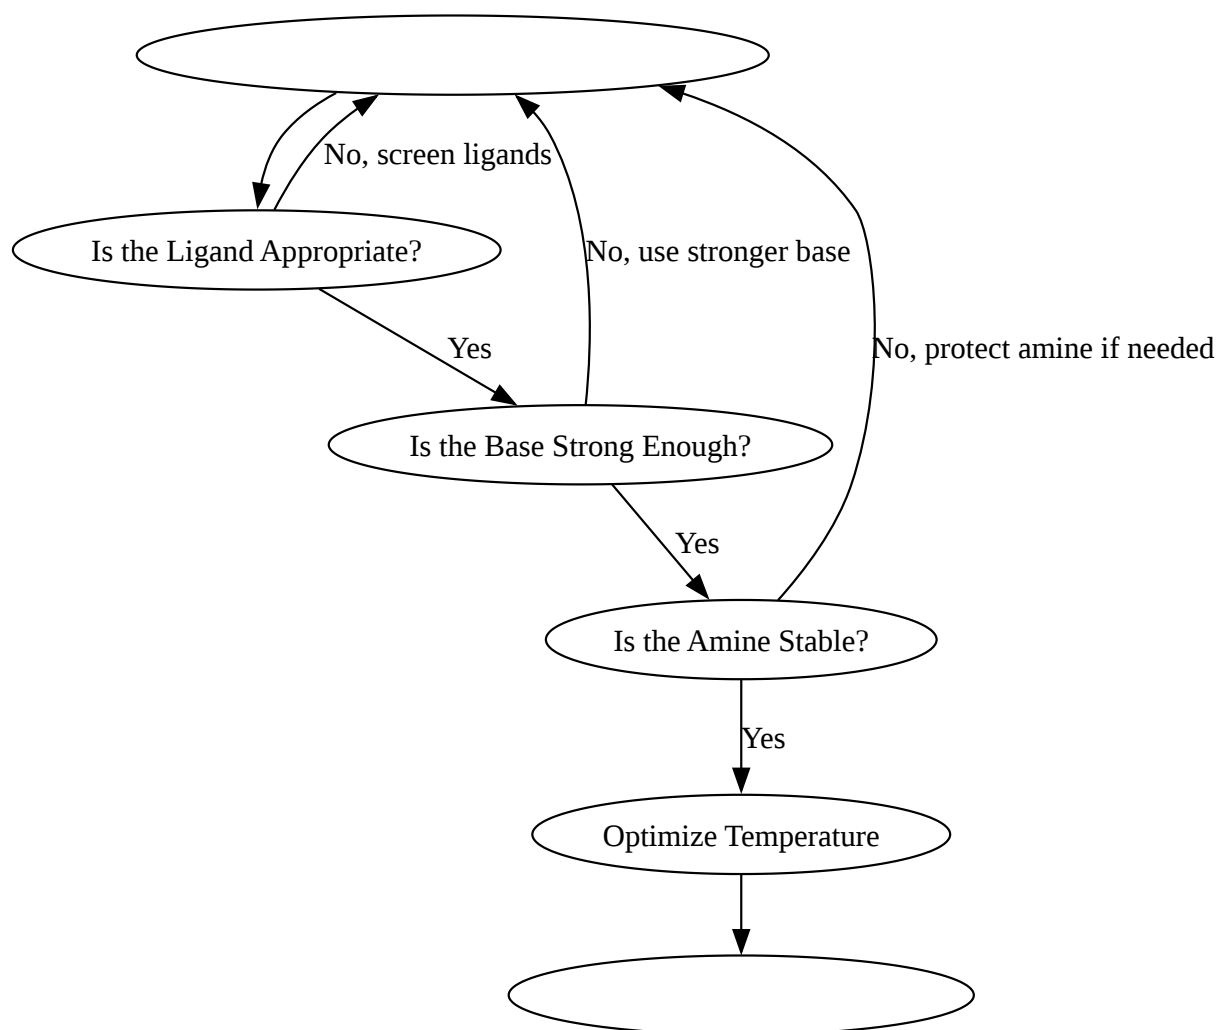 No, screen ligands
Is the Ligand Appropriate?
No, use stronger base
Yes
No, protect amine if needed
Is the Base Strong Enough?
Yes
Is the Amine Stable?
Yes
Optimize Temperature